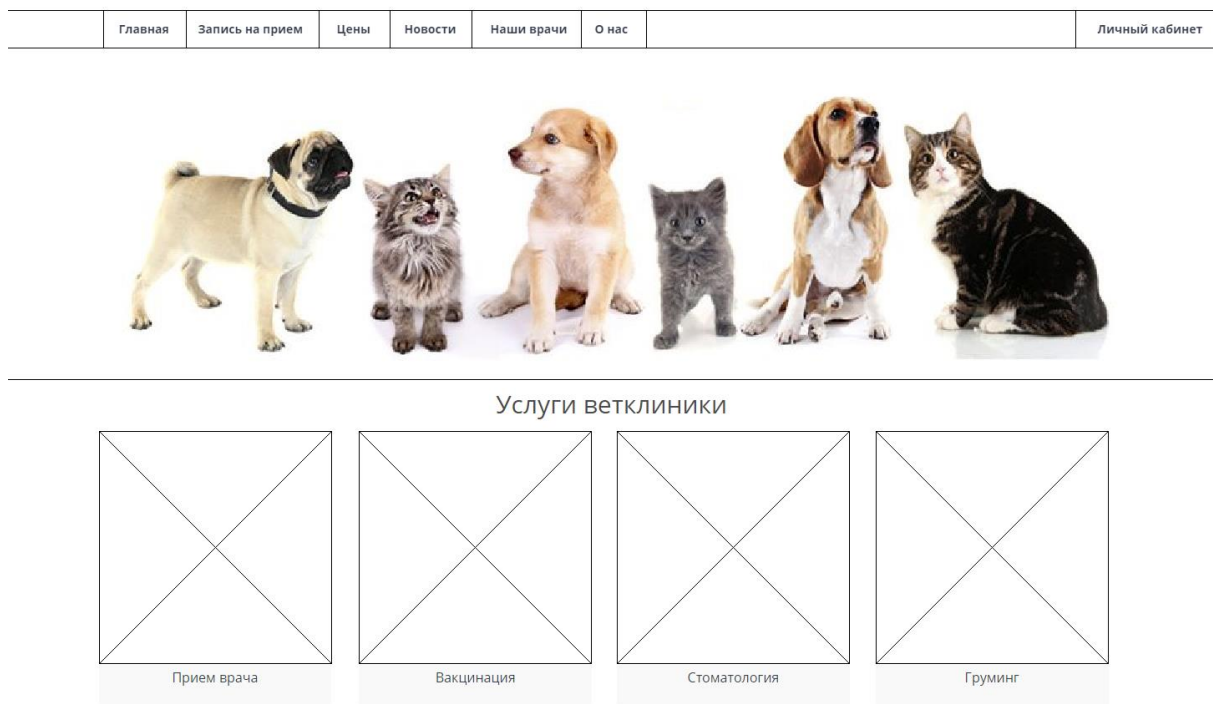 Главная Запись на прием Цены Новости Наши врачи О нас Личный кабинет
Услуги ветклиники
Прием врача Вакцинация Стоматология Груминг